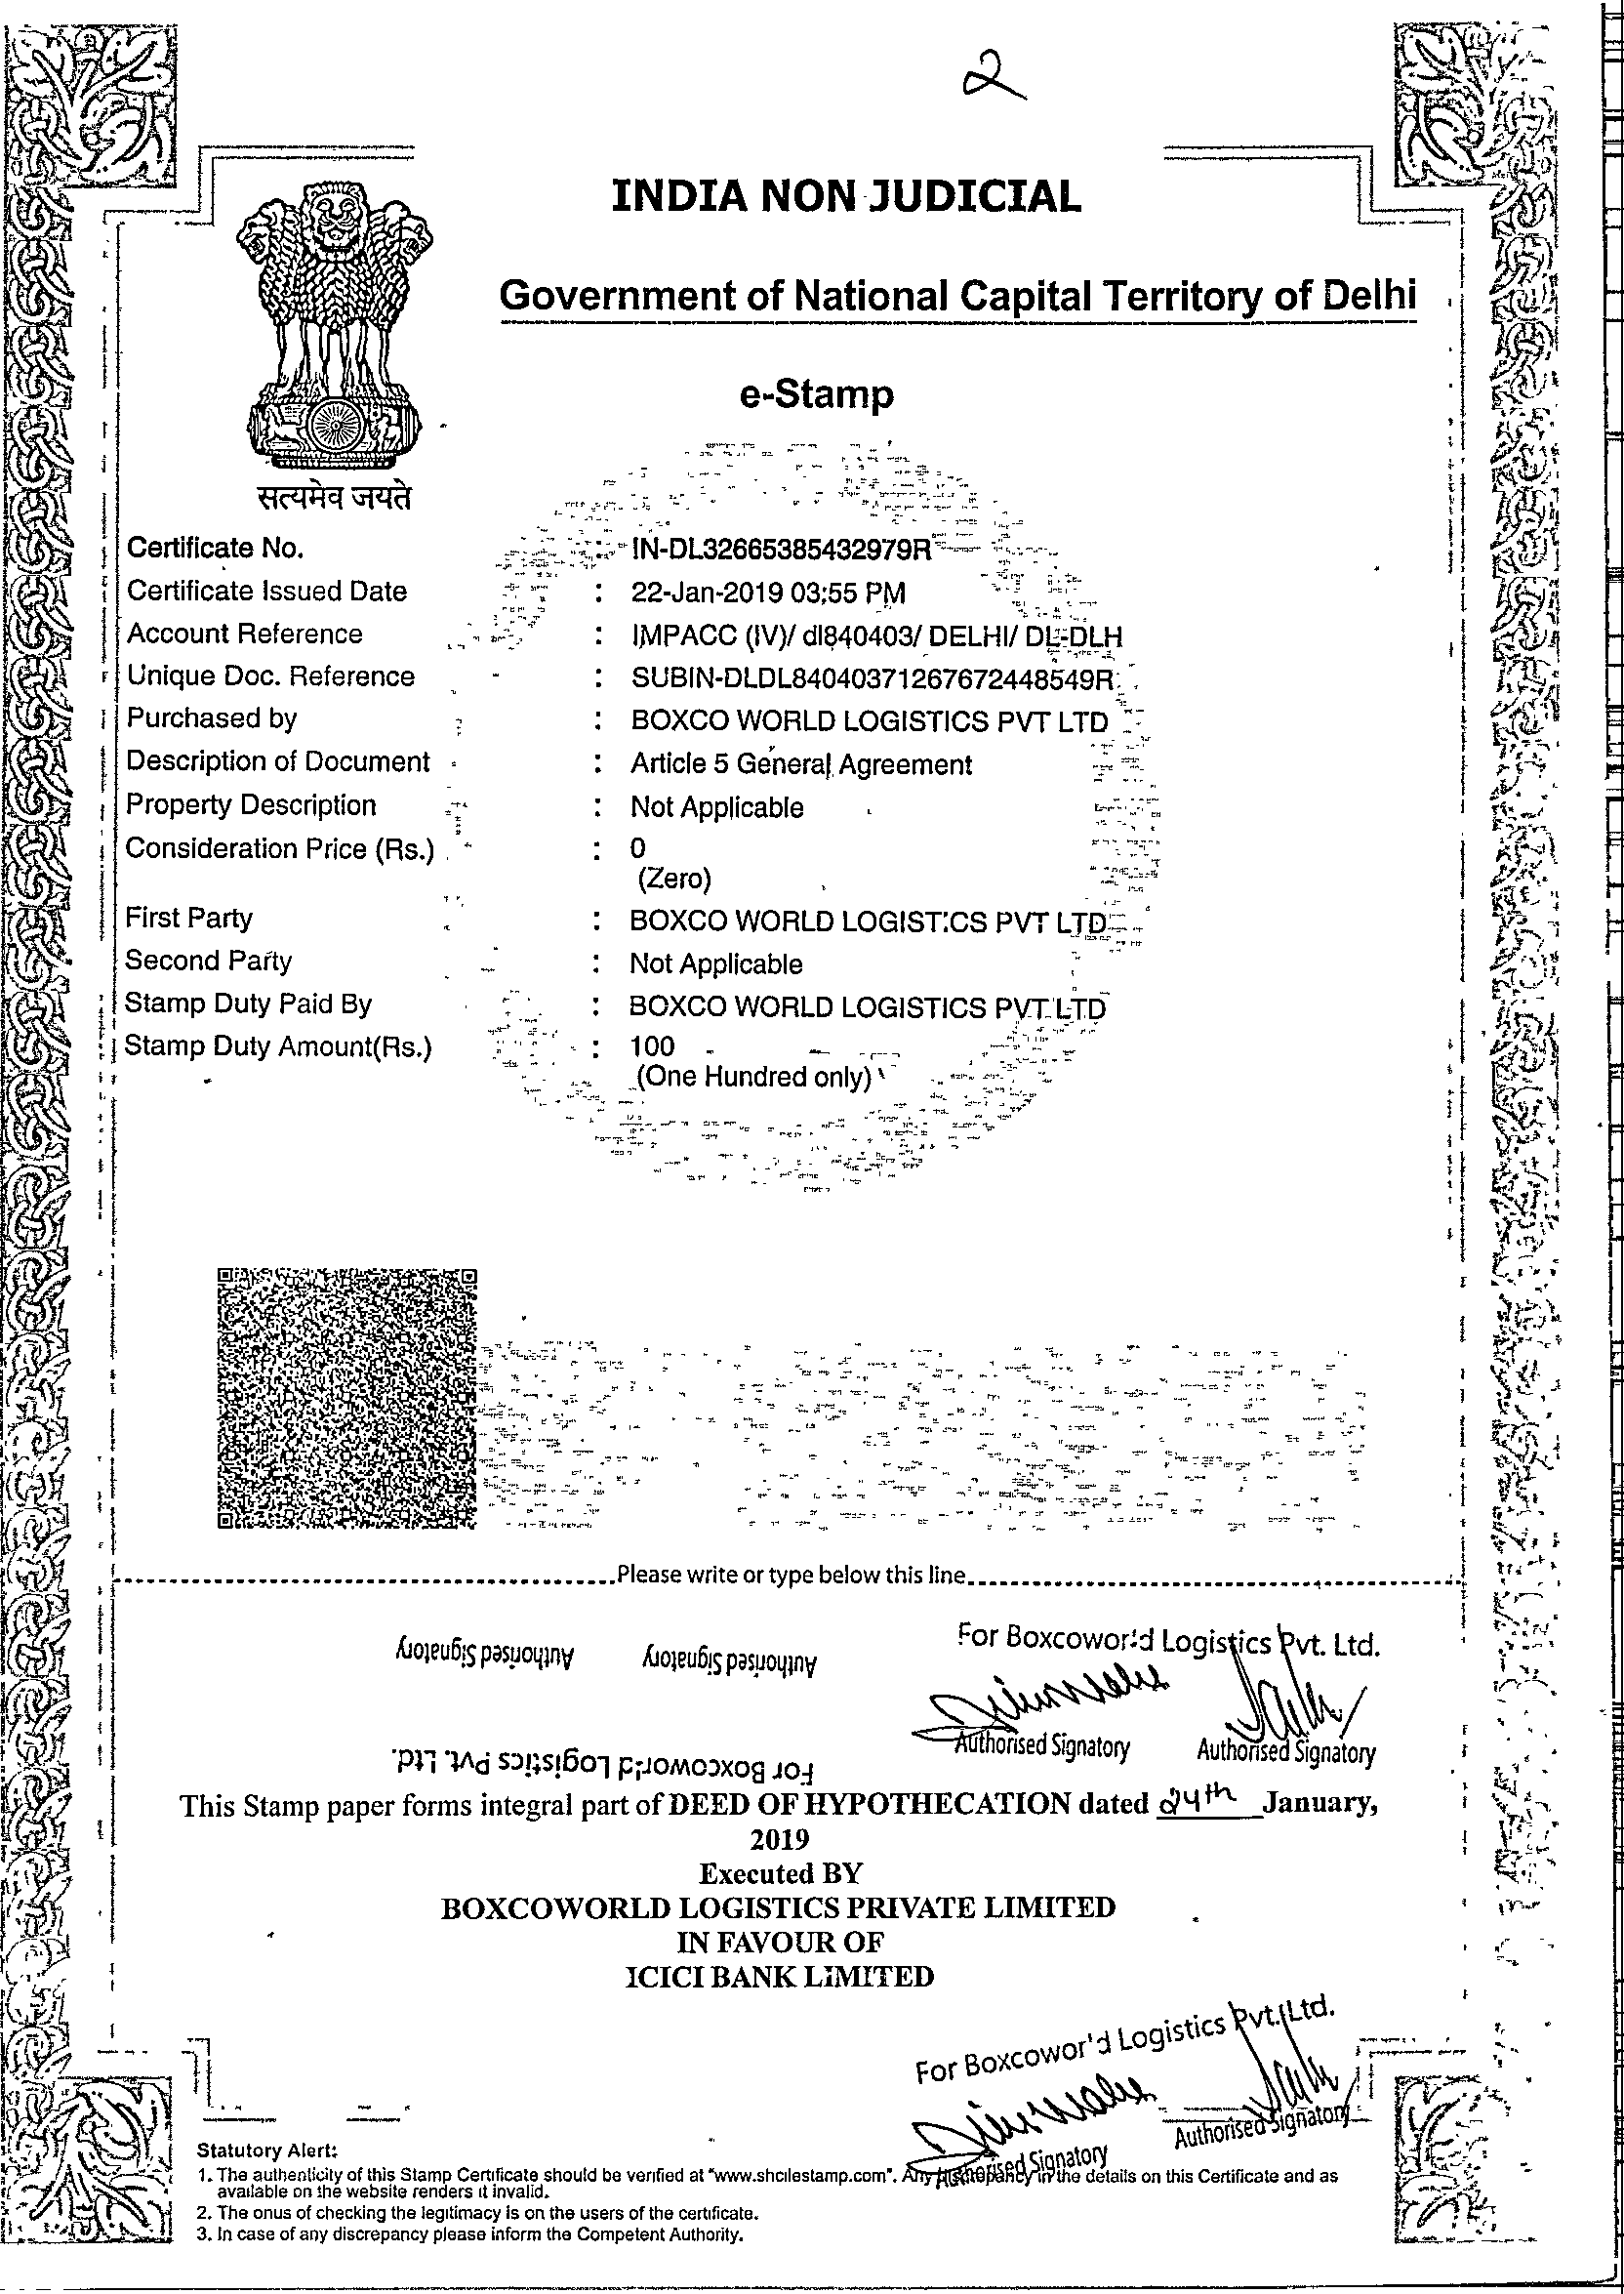 2
INDIA NON JUDICIAL
Government of National Capital Territory of Delhi
e-Stamp
सत्यमेव जयते
Certificate No. IN-DL32665385432979R
Certificate Issued Date : 22-Jan-2019 03:55 PM
Account Reference : IMPACC (IV)/ dl840403/ DELHI/ DL-DLH
Unique Doc. Reference : SUBIN-DLDL84040371267672448549R
Purchased by : BOXCO WORLD LOGISTICS PVT LTD
Description of Document : Article 5 General Agreement
Property Description : Not Applicable
Consideration Price (Rs.) : 0
(Zero)
First Party : BOXCO WORLD LOGISTICS PVT LTD
Second Party : Not Applicable
Stamp Duty Paid By : BOXCO WORLD LOGISTICS PVT LTD
Stamp Duty Amount(Rs.) : 100
(One Hundred only)
Please write or type below this line
For Boxcoworld Logistics Pvt. Ltd.
Authorised Signatory Authorised Signatory
Authorised Signatory Authorised Signatory
For Boxcoworld Logistics Pvt. Ltd.
This Stamp paper forms integral part of DEED OF HYPOTHECATION dated 24th January,
2019
Executed BY
BOXCOWORLD LOGISTICS PRIVATE LIMITED
IN FAVOUR OF
ICICI BANK LIMITED
For Boxcoworld Logistics Pvt. Ltd.
Authorised Signatory Authorised Signatory
Statutory Alert:
1. The authenticity of this Stamp Certificate should be verified at "www.shcilestamp.com". Any discrepancy in the details on this Certificate and as
available on the website renders it invalid.
2. The onus of checking the legitimacy is on the users of the certificate.
3. In case of any discrepancy please inform the Competent Authority.